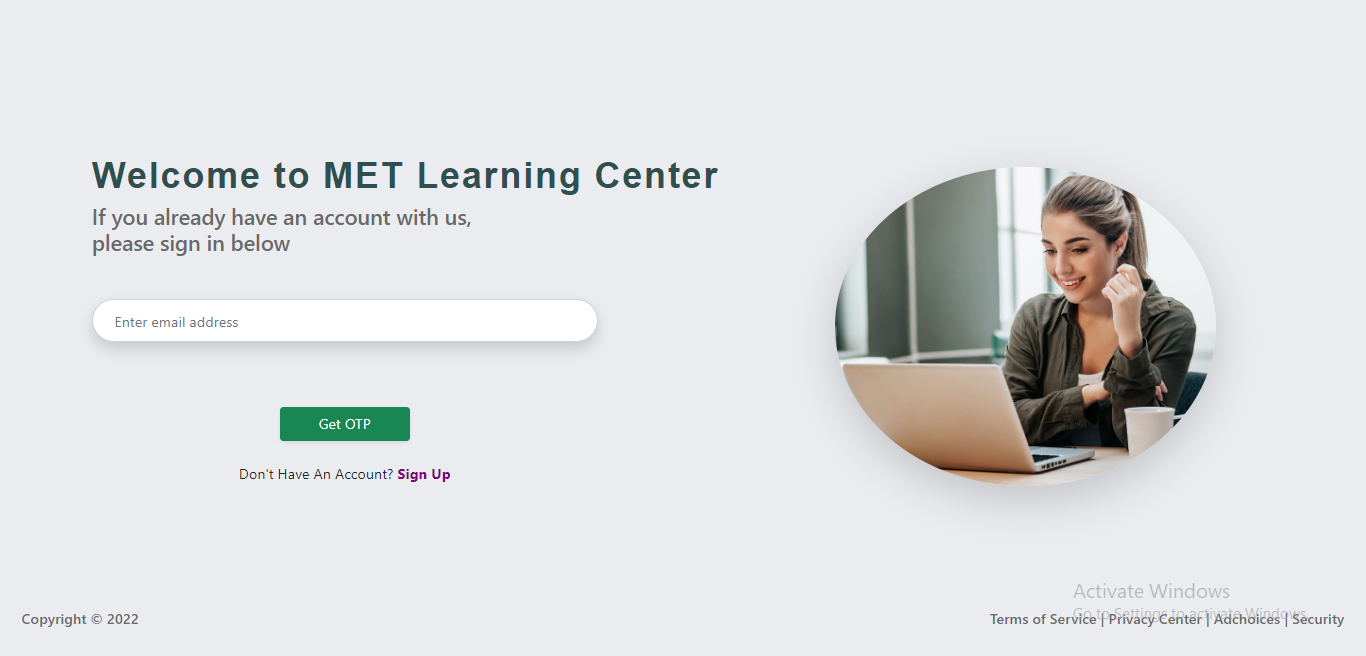 Welcome to MET Learning Center
If you already have an account with us,
please sign in below
Enter email address
Get OTP
Don't Have An Account? Sign Up
Activate Windows
Go to Settings to activate Windows.
Copyright © 2022
Terms of Service | Privacy Center | Adchoices | Security